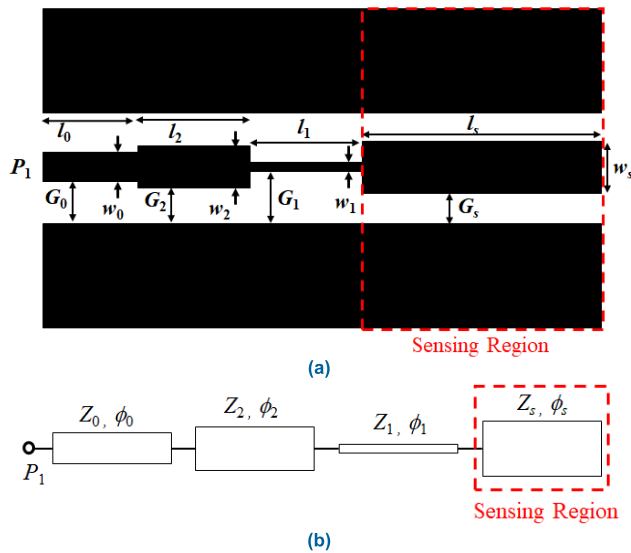 l₀ l₂ l₁ lₛ
P₁ G₀ w₀ G₂ w₂ G₁ w₁ Gₛ wₛ
Sensing Region
(a)
Z₀, ϕ₀ Z₂, ϕ₂ Z₁, ϕ₁ Zₛ, ϕₛ
P₁
Sensing Region
(b)